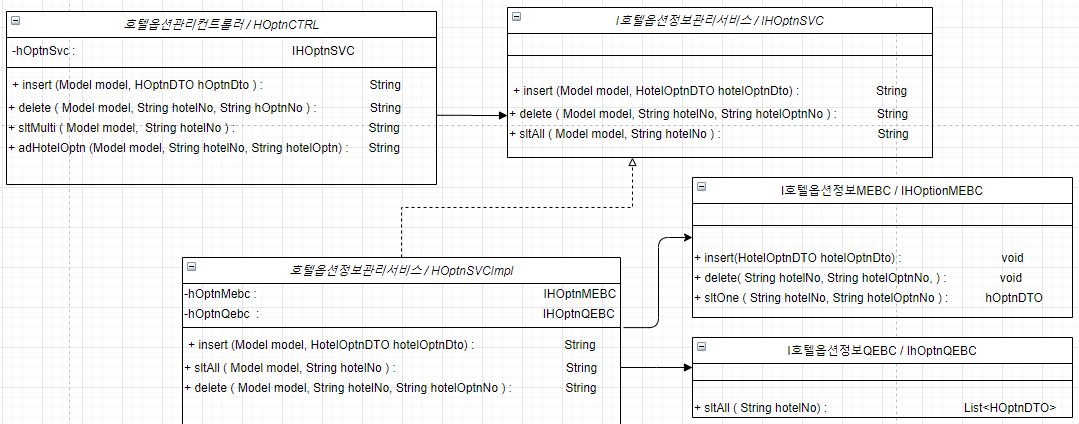 호텔옵션관리컨트롤러 / HOptnCTRL
-hOptnSvc : IHOptnSVC
+ insert (Model model, HOptnDTO hOptnDto ) : String
+ delete ( Model model, String hotelNo, String hOptnNo ) : String
+ sltMulti ( Model model, String hotelNo ) : String
+ adHotelOptn (Model model, String hotelNo, String hotelOptn) : String
I호텔옵션정보관리서비스 / IHOptnSVC
+ insert (Model model, HotelOptnDTO hotelOptnDto) : String
+ delete ( Model model, String hotelNo, String hotelOptnNo ) : String
+ sltAll ( Model model, String hotelNo ) : String
I호텔옵션정보MEBC / IHOptionMEBC
+ insert(HotelOptnDTO hotelOptnDto) : void
+ delete( String hotelNo, String hotelOptnNo, ) : void
+ sltOne ( String hotelNo, String hotelOptnNo ) : hOptnDTO
호텔옵션정보관리서비스 / HOptnSVCImpl
-hOptnMebc : IHOptnMEBC
-hOptnQebc : IHOptnQEBC
+ insert (Model model, HotelOptnDTO hotelOptnDto) : String
+ sltAll ( Model model, String hotelNo ) : String
+ delete ( Model model, String hotelNo, String hotelOptnNo ) : String
I호텔옵션정보QEBC / IhOptnQEBC
+ sltAll ( String hotelNo) : List<HOptnDTO>